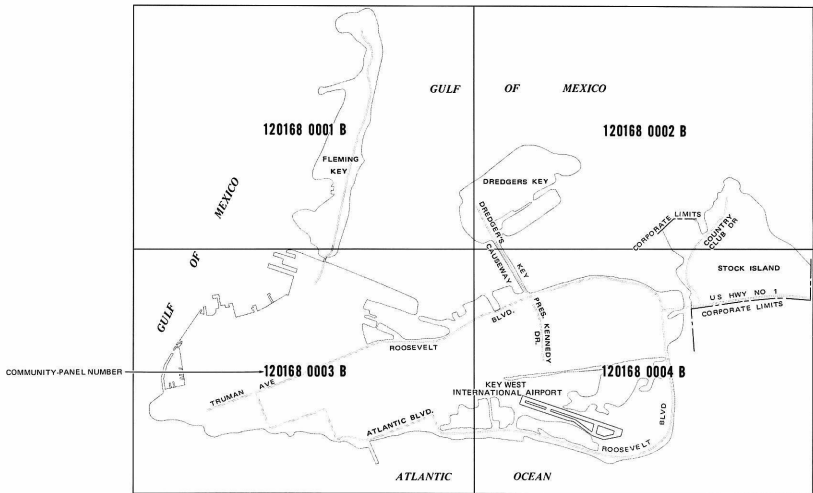 GULF OF MEXICO
120168 0001 B
120168 0002 B
FLEMING
KEY
DREDGERS KEY
GULF OF MEXICO
CORPORATE LIMITS
COUNTRY
CLUB DR
DREDGER'S KEY
CAUSEWAY
STOCK ISLAND
US HWY NO 1
CORPORATE LIMITS
ROOSEVELT BLVD.
PRES. KENNEDY
DR.
COMMUNITY-PANEL NUMBER
120168 0003 B
120168 0004 B
TRUMAN AVE
KEY WEST
INTERNATIONAL AIRPORT
ATLANTIC BLVD.
ROOSEVELT BLVD
ATLANTIC OCEAN